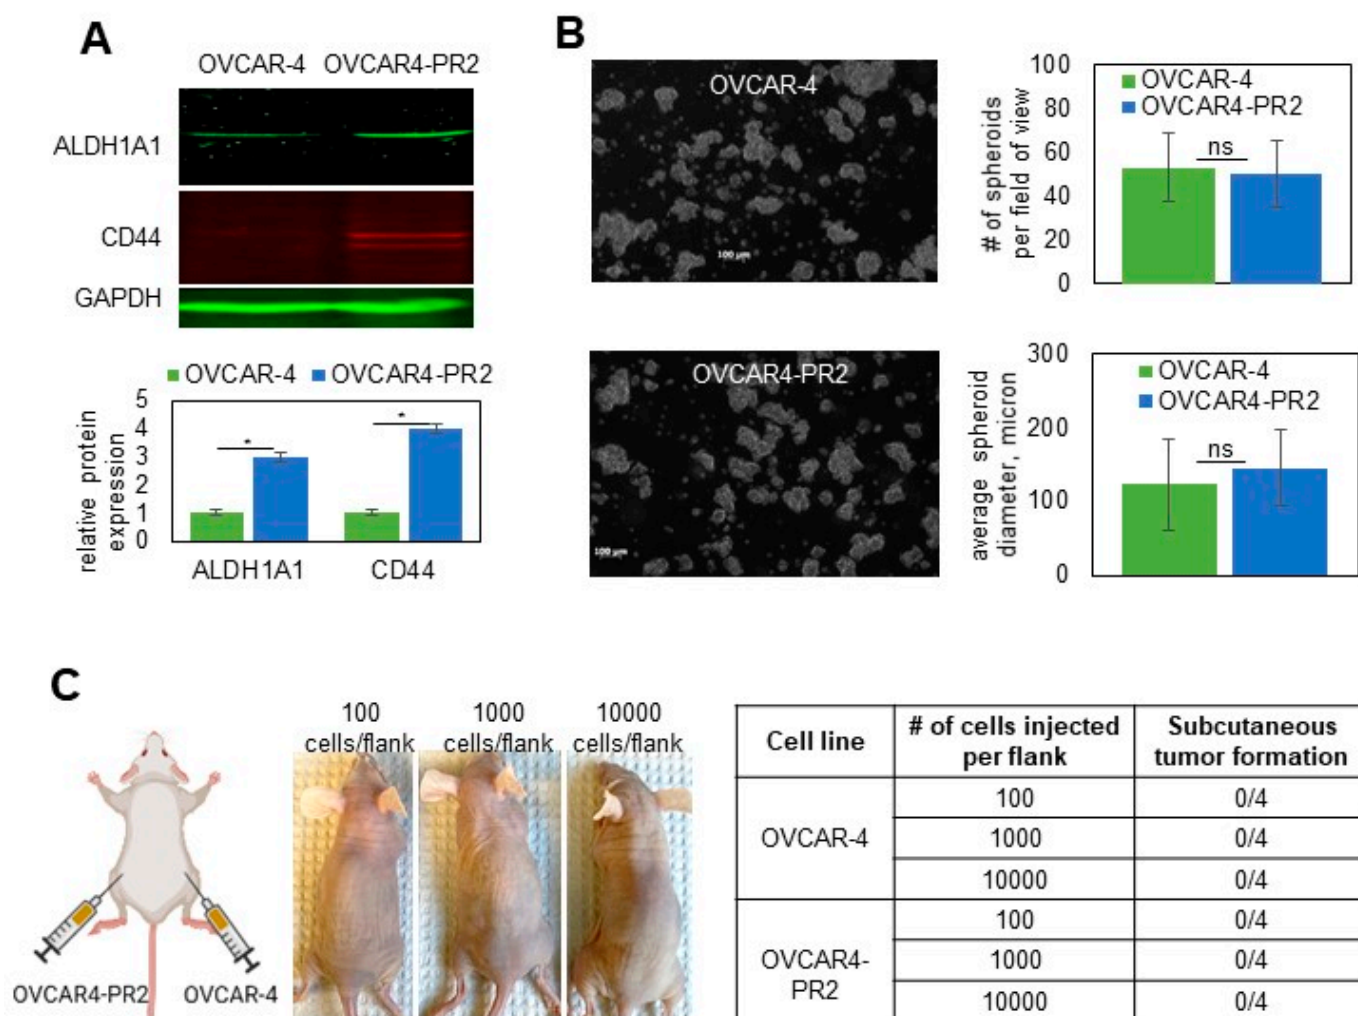 A
OVCAR-4 OVCAR4-PR2
ALDH1A1
CD44
GAPDH
OVCAR-4 OVCAR4-PR2
relative protein
expression
5
4
3
2
1
0
*
*
ALDH1A1 CD44
B
OVCAR-4
100 µm
# of spheroids
per field of view
100
80
60
40
20
0
OVCAR-4
OVCAR4-PR2
ns
OVCAR4-PR2
100 µm
average spheroid
diameter, micron
300
200
100
0
OVCAR-4
OVCAR4-PR2
ns
C
OVCAR4-PR2 OVCAR-4
100
cells/flank
1000
cells/flank
10000
cells/flank
Cell line
# of cells injected
per flank
Subcutaneous
tumor formation
OVCAR-4
100 0/4
1000 0/4
10000 0/4
OVCAR4-
PR2
100 0/4
1000 0/4
10000 0/4